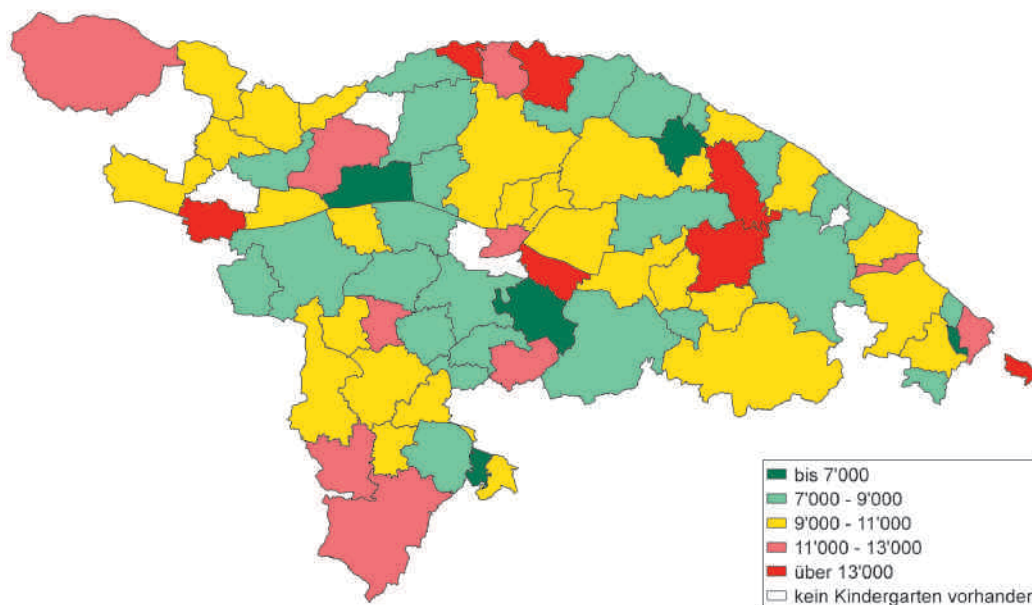 bis 7'000
7'000 - 9'000
9'000 - 11'000
11'000 - 13'000
über 13'000
kein Kindergarten vorhanden